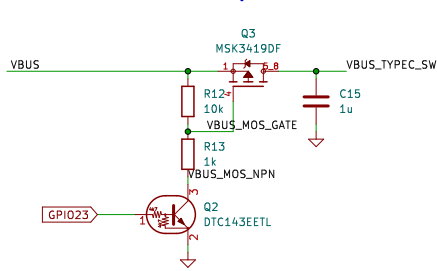 Q3
MSK3419DF
VBUS
1
5_8
VBUS_TYPEC_SW
R12
10k
4
C15
1u
VBUS_MOS_GATE
R13
1k
VBUS_MOS_NPN
3
Q2
DTC143EETL
GPIO23
1
2